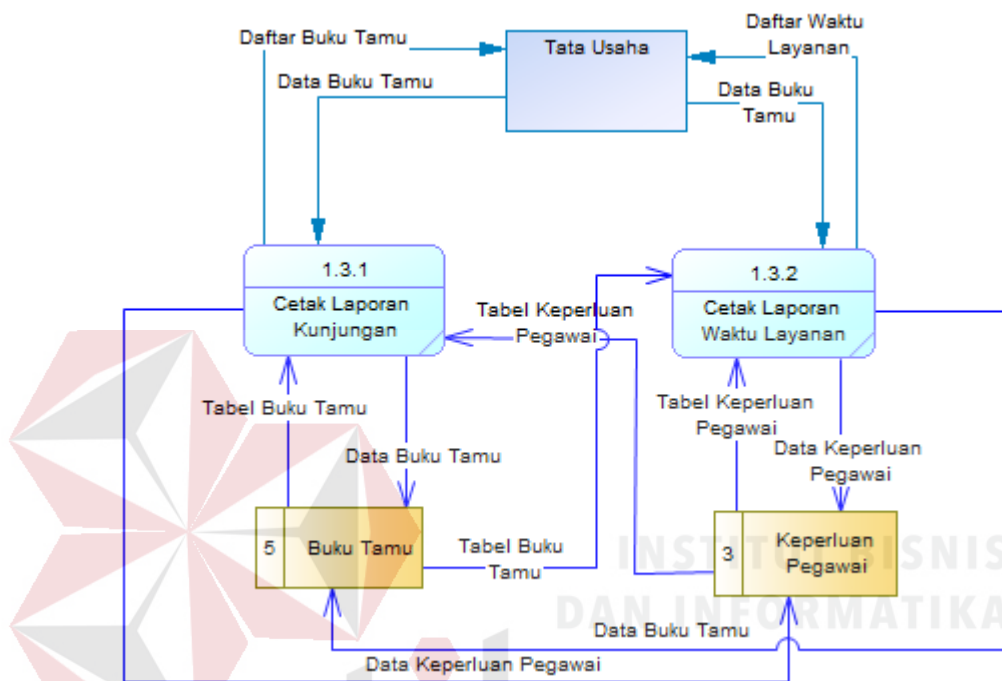 Daftar Buku Tamu
Tata Usaha
Daftar Waktu
Layanan
Data Buku Tamu
Data Buku
Tamu
1.3.1
Cetak Laporan
Kunjungan
1.3.2
Cetak Laporan
Waktu Layanan
Tabel Keperluan
Pegawai
Tabel Buku Tamu
Tabel Keperluan
Pegawai
Data Buku Tamu
Data Keperluan
Pegawai
5
Buku Tamu
Tabel Buku
Tamu
3
Keperluan
Pegawai
INSTITUT BISNIS
DAN INFORMATIKA
Data Buku Tamu
Data Keperluan Pegawai